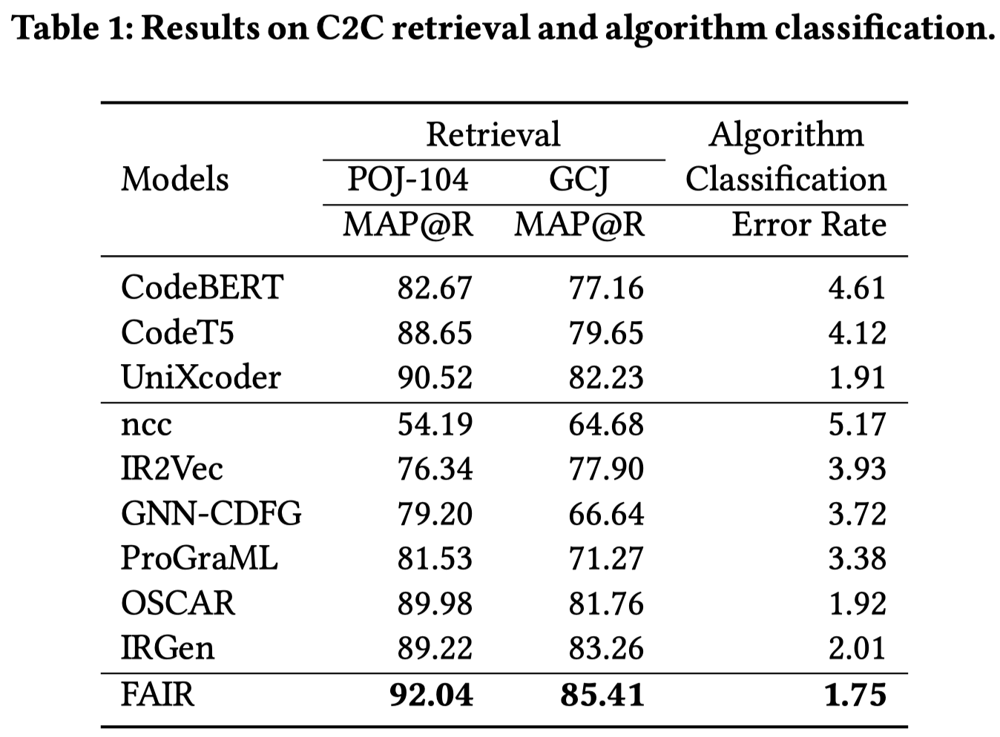 Table 1: Results on C2C retrieval and algorithm classification.
Models Retrieval Algorithm Classification
POJ-104 GCJ
MAP@R MAP@R Error Rate
CodeBERT 82.67 77.16 4.61
CodeT5 88.65 79.65 4.12
UniXcoder 90.52 82.23 1.91
ncc 54.19 64.68 5.17
IR2Vec 76.34 77.90 3.93
GNN-CDFG 79.20 66.64 3.72
ProGraML 81.53 71.27 3.38
OSCAR 89.98 81.76 1.92
IRGen 89.22 83.26 2.01
FAIR 92.04 85.41 1.75